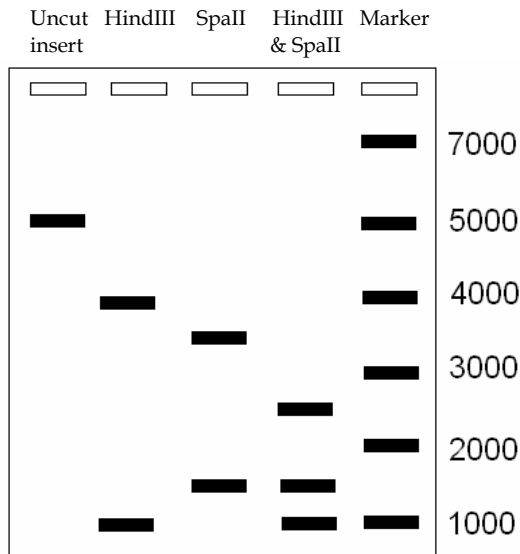 Uncut insert
HindIII
SpaII
HindIII & SpaII
Marker
7000
5000
4000
3000
2000
1000